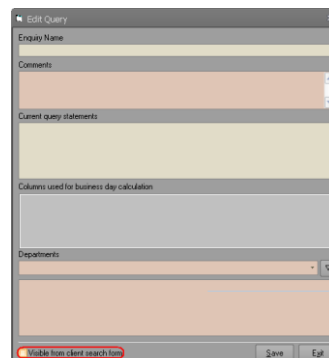 Edit Query
Enquiry Name
Comments
Current query statements
Columns used for business day calculation
Departments
Visible from client search form
Save Exit